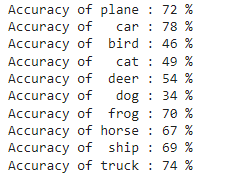 Accuracy of plane : 72 %
Accuracy of   car : 78 %
Accuracy of  bird : 46 %
Accuracy of   cat : 49 %
Accuracy of  deer : 54 %
Accuracy of   dog : 34 %
Accuracy of  frog : 70 %
Accuracy of horse : 67 %
Accuracy of  ship : 69 %
Accuracy of truck : 74 %